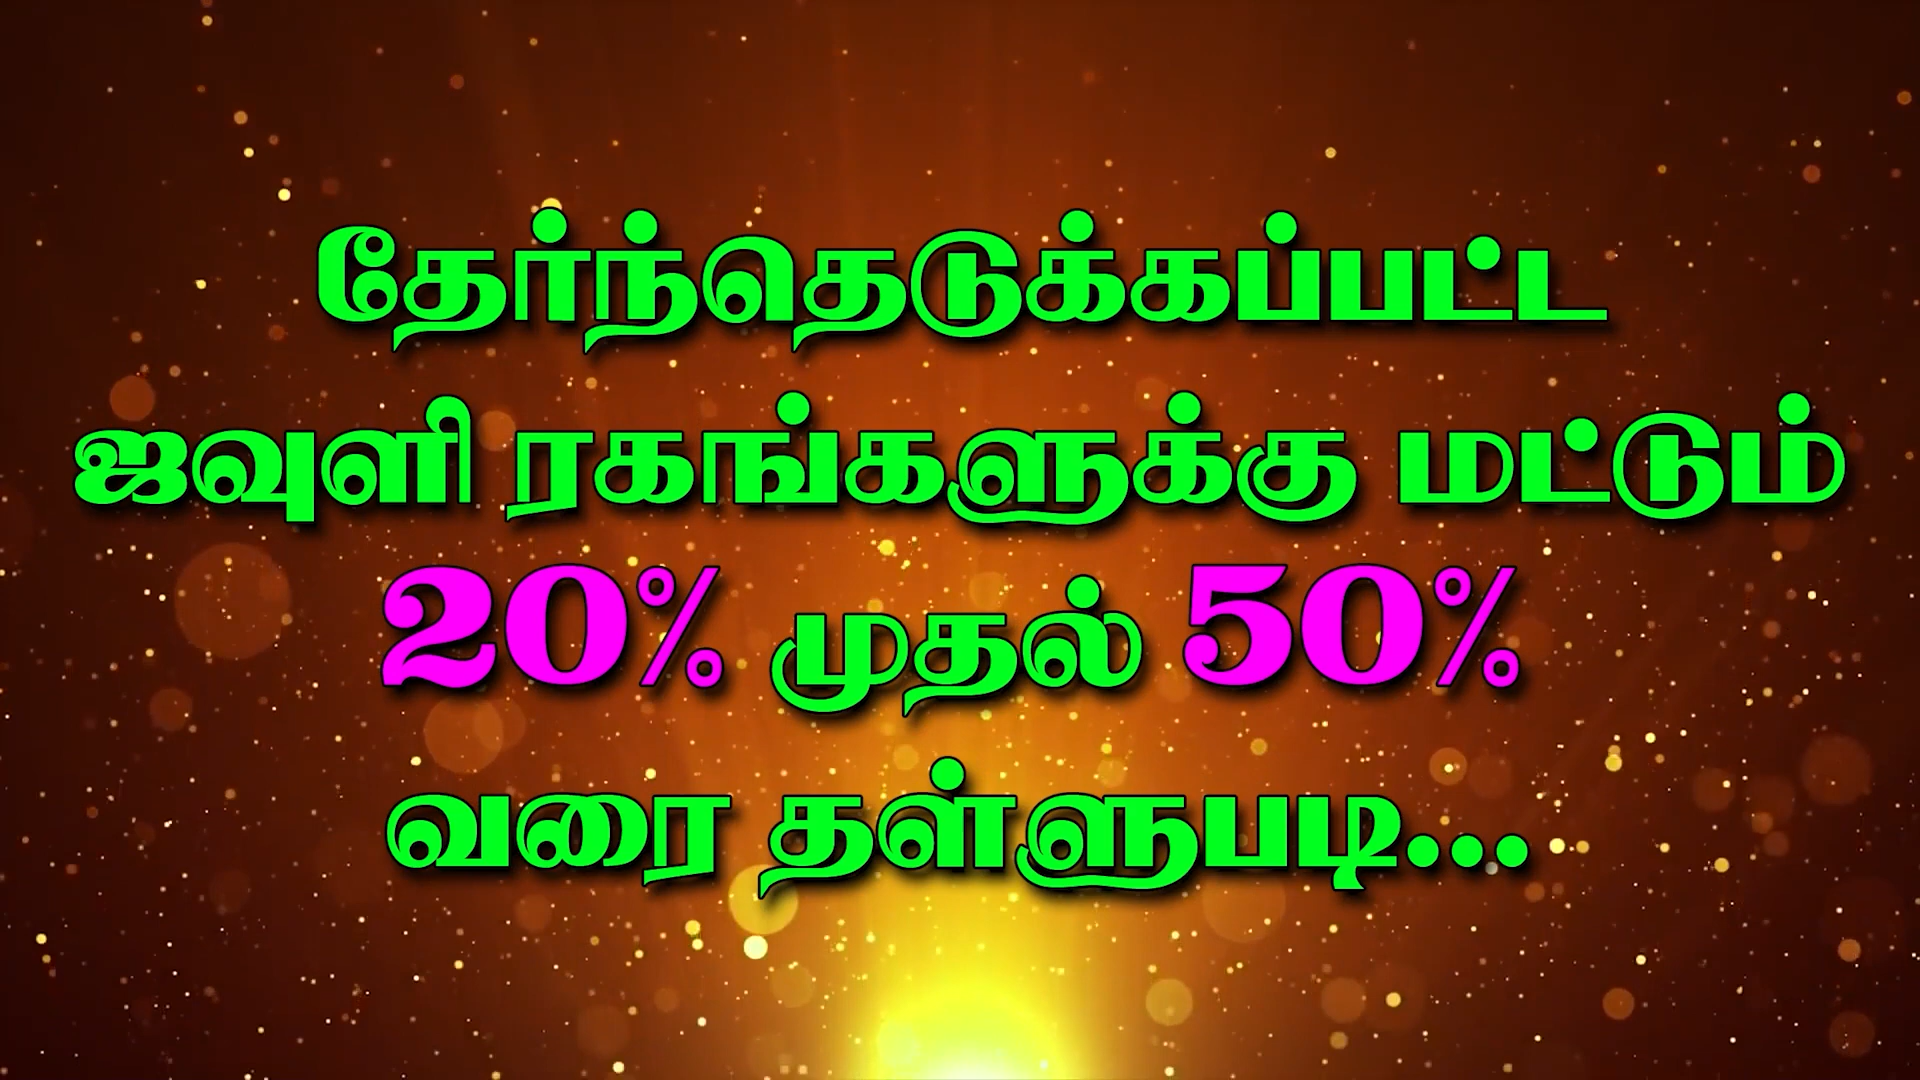 தேர்ந்தெடுக்கப்பட்ட
ஜவுளி ரகங்களுக்கு மட்டும்
20% முதல் 50%
வரை தள்ளுபடி...